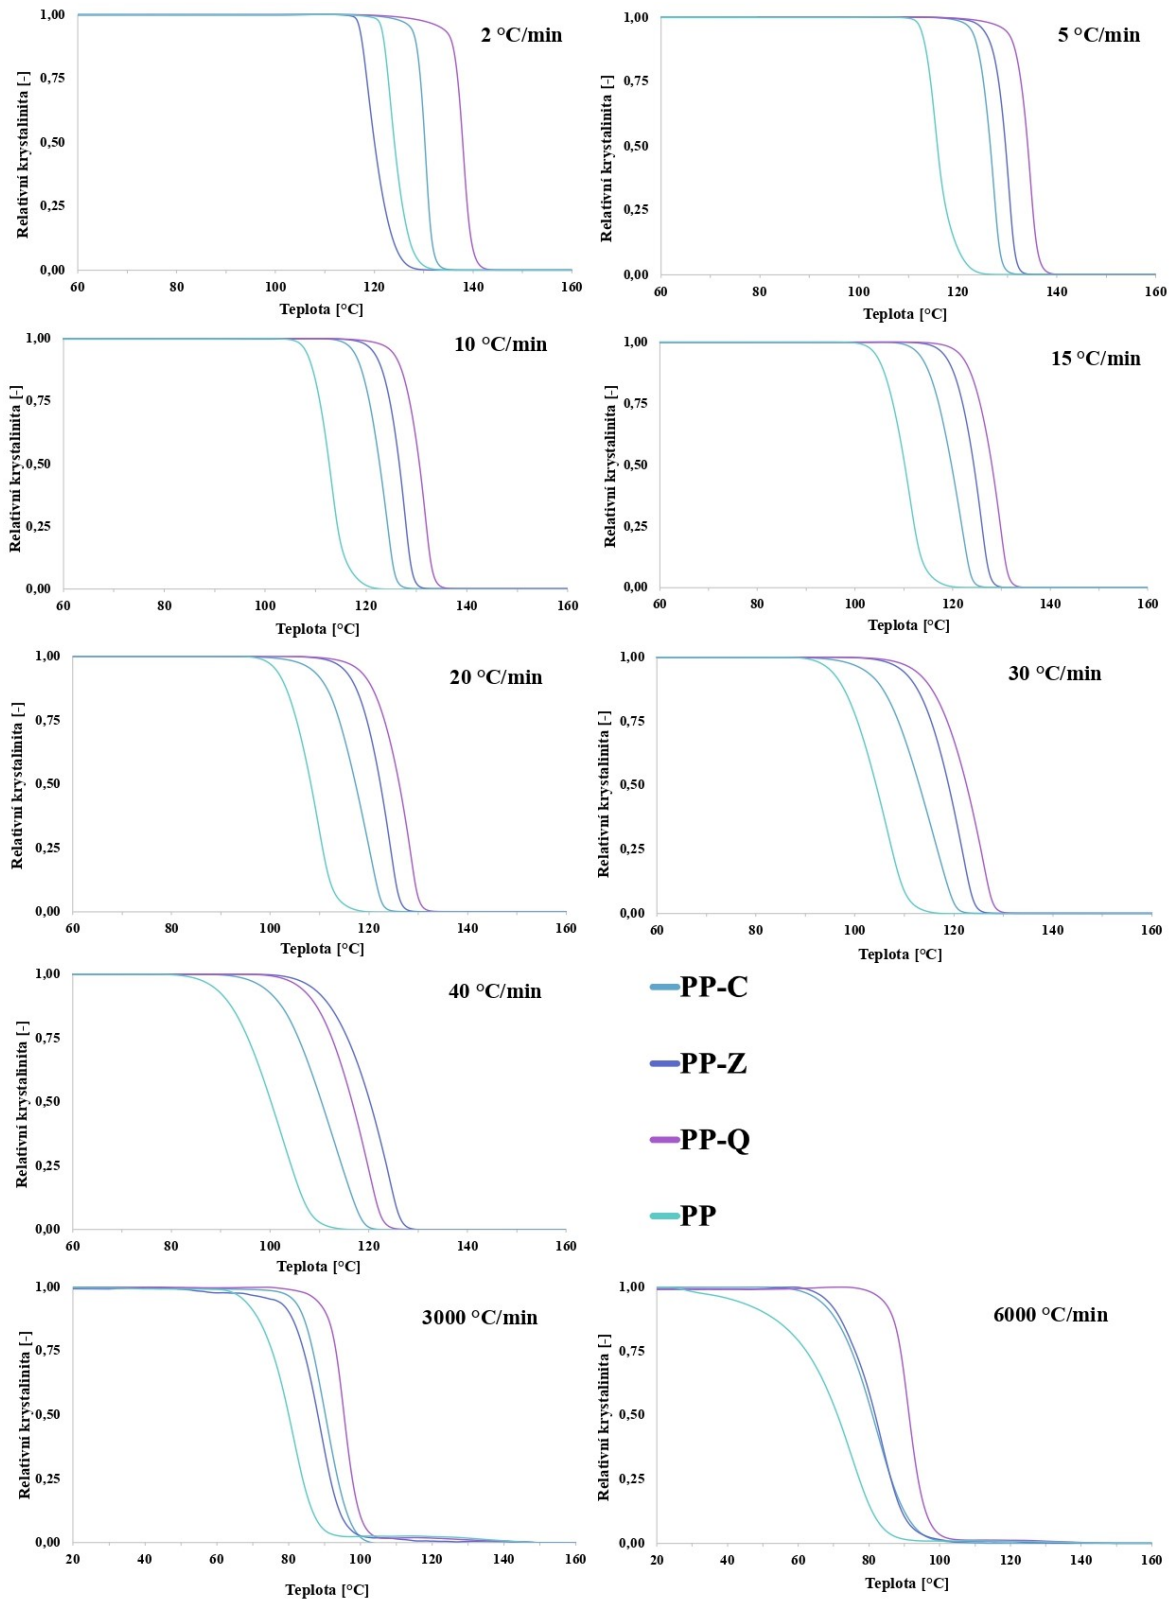 2 °C/min
Relativní krystalinita [-]
1,00
0,75
0,50
0,25
0,00
60 80 100 120 140 160
Teplota [°C]
5 °C/min
Relativní krystalinita [-]
1,00
0,75
0,50
0,25
0,00
60 80 100 120 140 160
Teplota [°C]
10 °C/min
Relativní krystalinita [-]
1,00
0,75
0,50
0,25
0,00
60 80 100 120 140 160
Teplota [°C]
15 °C/min
Relativní krystalinita [-]
1,00
0,75
0,50
0,25
0,00
60 80 100 120 140 160
Teplota [°C]
20 °C/min
Relativní krystalinita [-]
1,00
0,75
0,50
0,25
0,00
60 80 100 120 140 160
Teplota [°C]
30 °C/min
Relativní krystalinita [-]
1,00
0,75
0,50
0,25
0,00
60 80 100 120 140 160
Teplota [°C]
40 °C/min
Relativní krystalinita [-]
1,00
0,75
0,50
0,25
0,00
60 80 100 120 140 160
Teplota [°C]
PP-C
PP-Z
PP-Q
PP
3000 °C/min
Relativní krystalinita [-]
1,00
0,75
0,50
0,25
0,00
20 40 60 80 100 120 140 160
Teplota [°C]
6000 °C/min
Relativní krystalinita [-]
1,00
0,75
0,50
0,25
0,00
20 40 60 80 100 120 140 160
Teplota [°C]